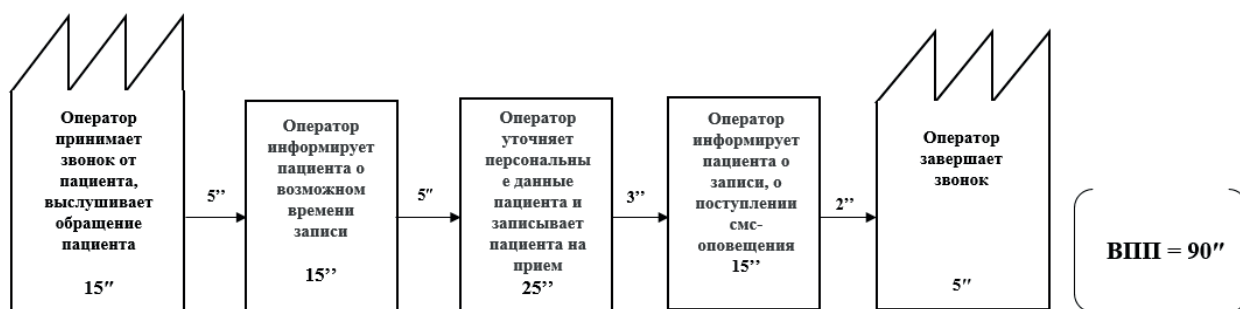 Оператор
принимает
звонок от
пациента,
выслушивает
обращение
пациента
15″
5’’
Оператор
информирует
пациента о
возможном
времени
записи
15’’
5″
Оператор
уточняет
персональны
е данные
пациента и
записывает
пациента на
прием
25’’
3’’
Оператор
информирует
пациента о
записи, о
поступлении
смс-
оповещения
15’’
2’’
Оператор
завершает
звонок
5″
ВПП = 90″